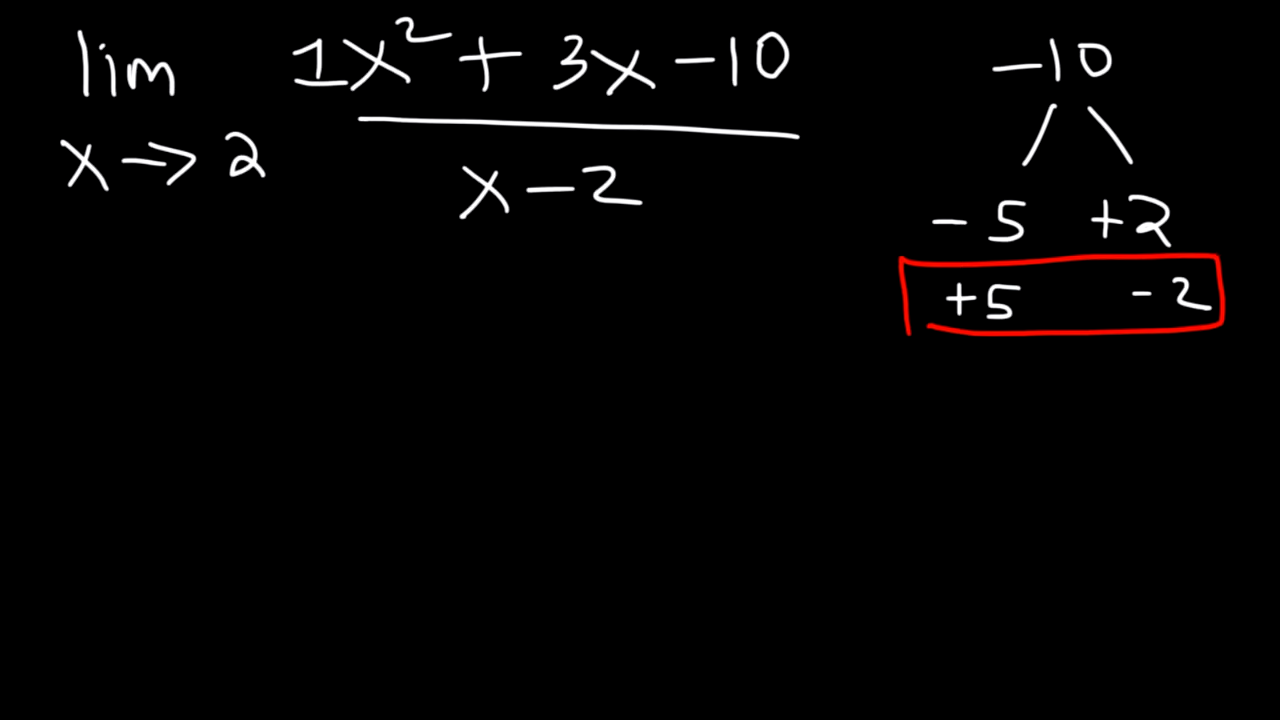 lim 1x² + 3x - 10
x → 2 x - 2
-10
-5 +2
+5 -2